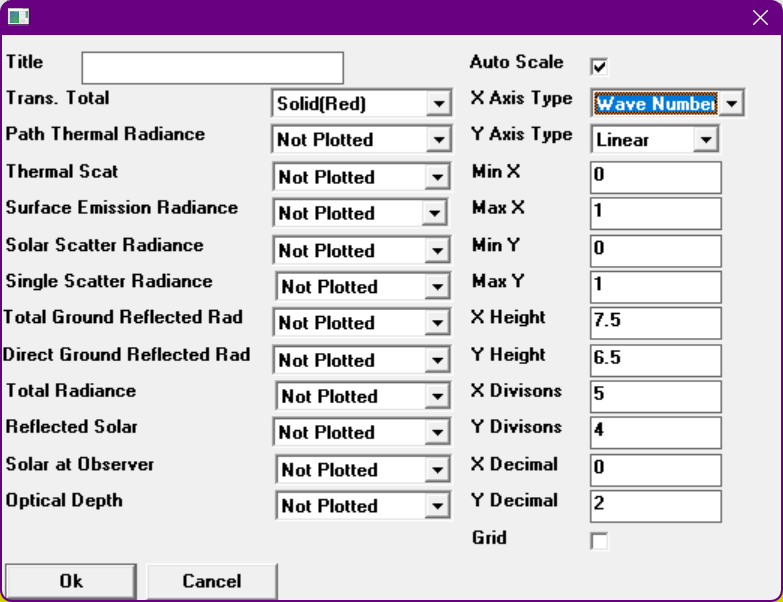 Title
Auto Scale
Trans. Total Solid(Red) X Axis Type Wave Number
Path Thermal Radiance Not Plotted Y Axis Type Linear
Thermal Scat Not Plotted Min X 0
Surface Emission Radiance Not Plotted Max X 1
Solar Scatter Radiance Not Plotted Min Y 0
Single Scatter Radiance Not Plotted Max Y 1
Total Ground Reflected Rad Not Plotted X Height 7.5
Direct Ground Reflected Rad Not Plotted Y Height 6.5
Total Radiance Not Plotted X Divisons 5
Reflected Solar Not Plotted Y Divisons 4
Solar at Observer Not Plotted X Decimal 0
Optical Depth Not Plotted Y Decimal 2
Grid
Ok Cancel